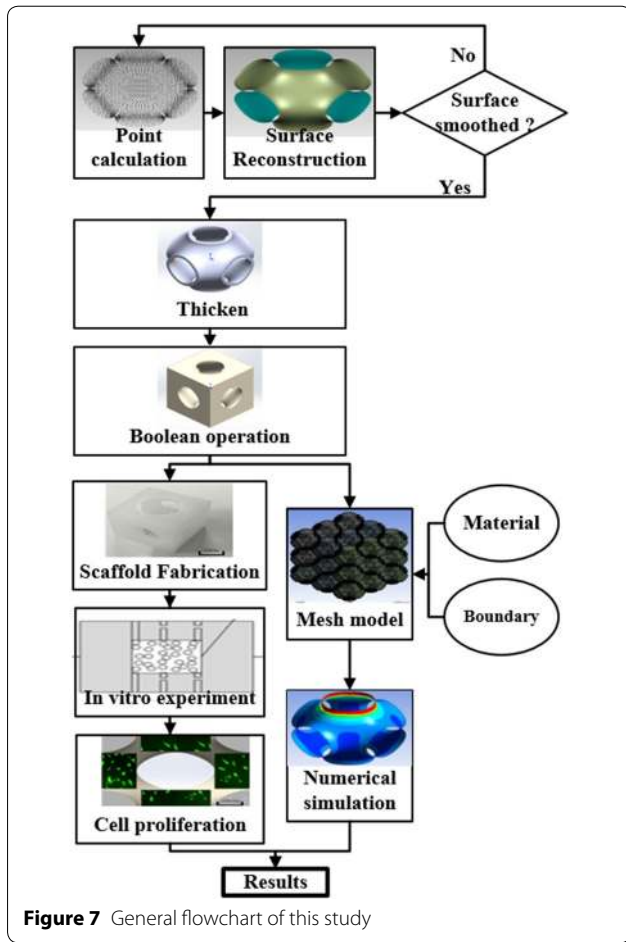 No
Point
calculation
Surface
Reconstruction
Surface
smoothed ?
Yes
Thicken
Boolean operation
Scaffold Fabrication
Mesh model
Material
Boundary
In vitro experiment
Numerical
simulation
Cell proliferation
Results
Figure 7 General flowchart of this study